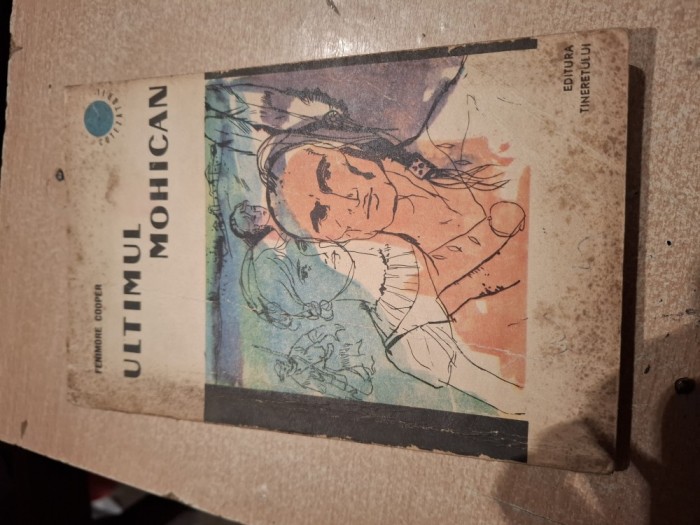 FENIMORE COOPER
ULTIMUL
MOHICAN
EDITURA
TINERETULUI